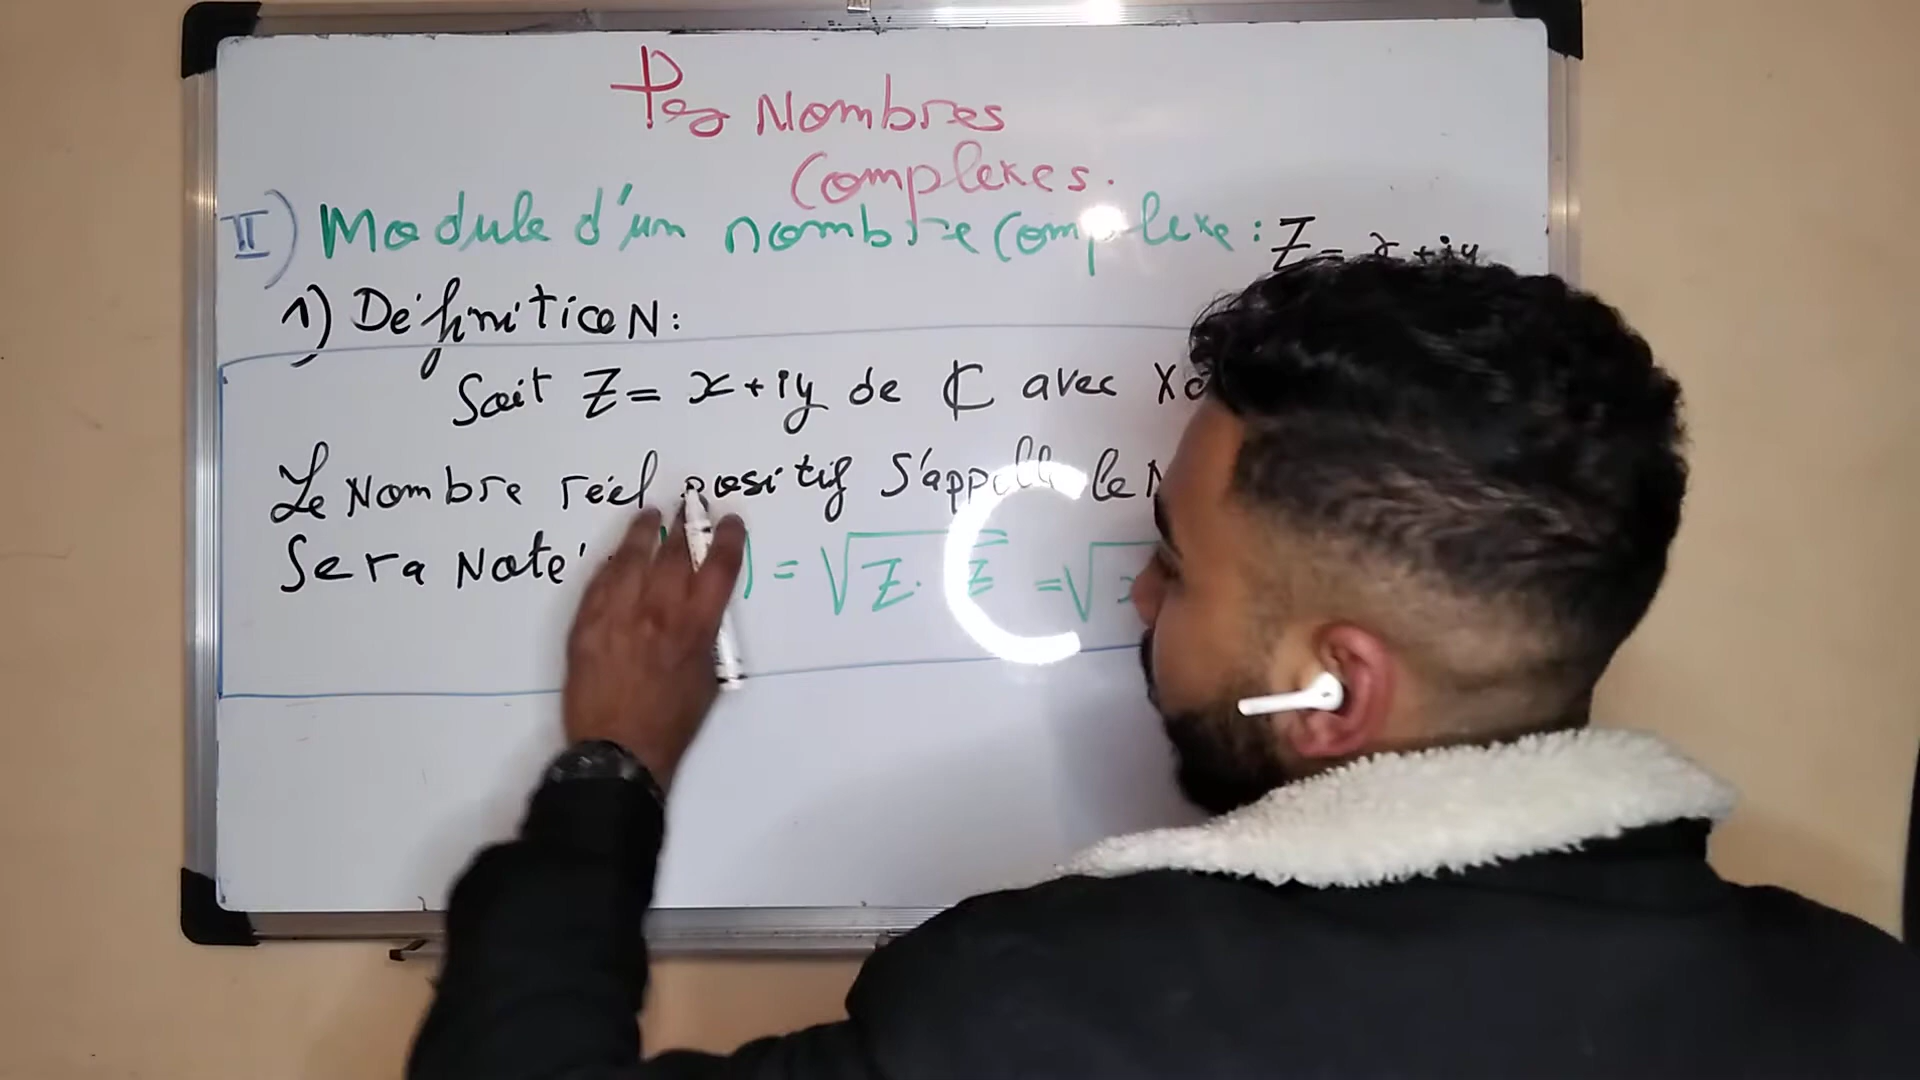 Les Nombres
Complexes.
II) Module d'un nombre complexe : Z = x + iy
1) Définition :
Soit Z = x + iy de ℂ avec x
Le Nombre réel positif s'appelle le
Sera Noté = √Z. Z̅ = √x